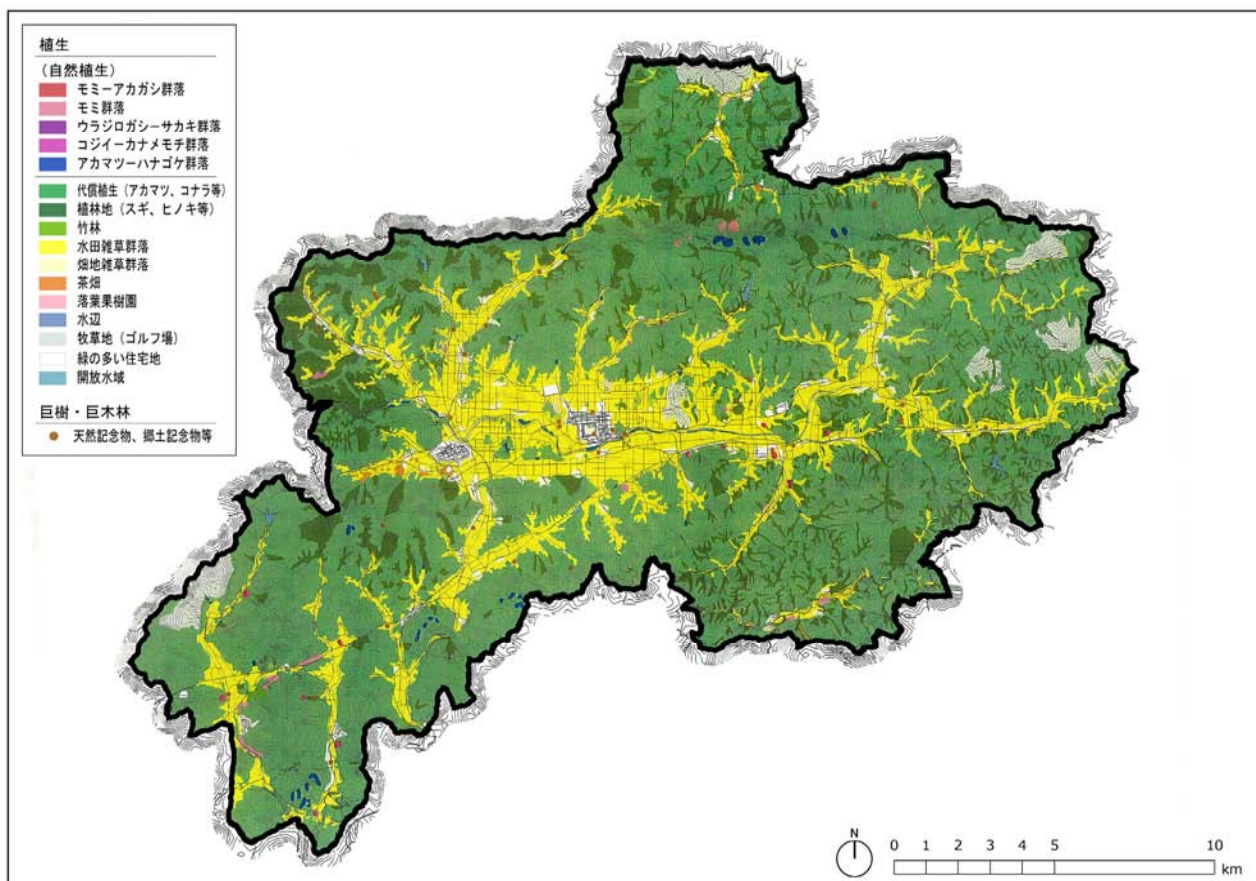 植生
(自然植生)
モミーアカガシ群落
モミ群落
ウラジロガシーサカキ群落
コジイーカナメモチ群落
アカマツーハナゴケ群落
代償植生(アカマツ、コナラ等)
植林地(スギ、ヒノキ等)
竹林
水田雑草群落
畑地雑草群落
茶畑
落葉果樹園
水辺
牧草地(ゴルフ場)
緑の多い住宅地
開放水域
巨樹・巨木林
天然記念物、郷土記念物等
N
0 1 2 3 4 5 10
km